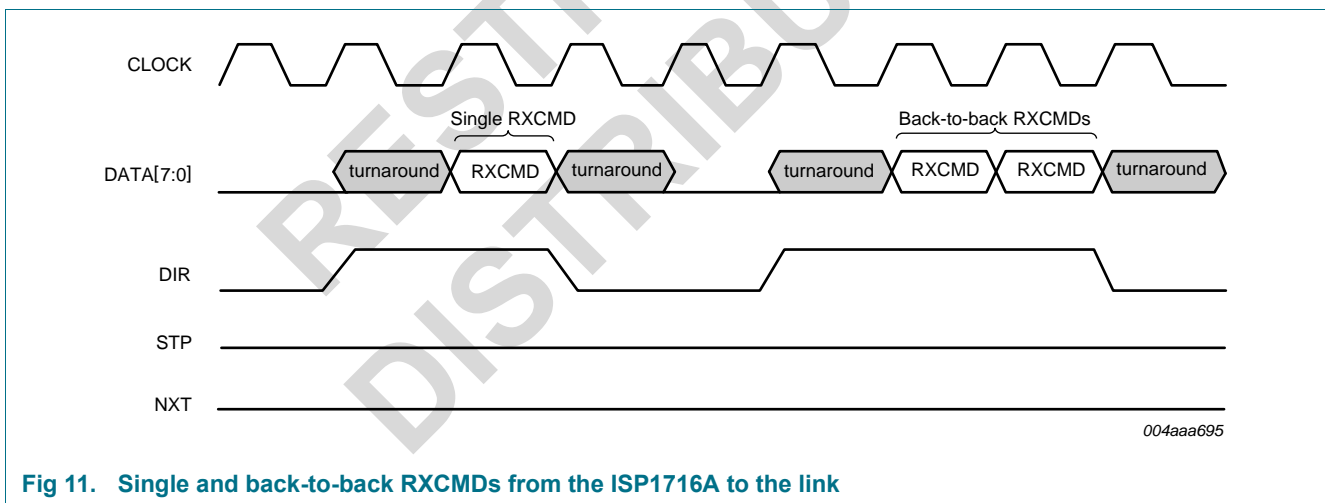 CLOCK
Single RXCMD
Back-to-back RXCMDs
DATA[7:0]
turnaround
RXCMD
turnaround
turnaround
RXCMD
RXCMD
turnaround
DIR
STP
NXT
004aaa695
Fig 11. Single and back-to-back RXCMDs from the ISP1716A to the link